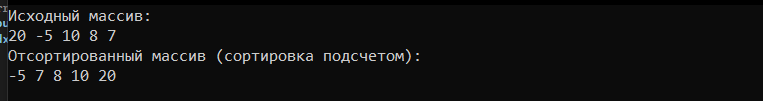 Исходный массив:
20 -5 10 8 7
Отсортированный массив (сортировка подсчетом):
-5 7 8 10 20